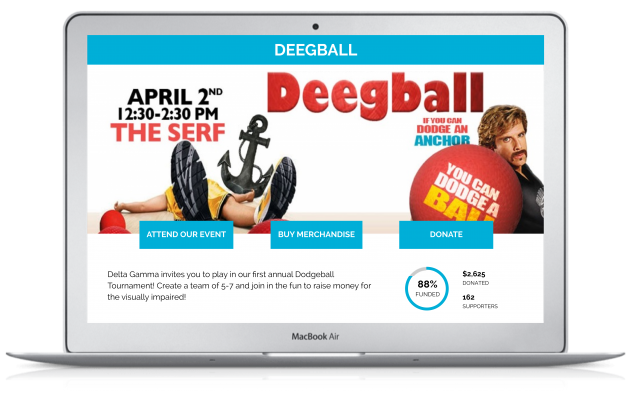 DEEGBALL
APRIL 2ND
12:30-2:30 PM
THE SERF
Deegball
IF YOU CAN
DODGE AN
ANCHOR
YOU CAN
DODGE A
BALL
ATTEND OUR EVENT
BUY MERCHANDISE
DONATE
Delta Gamma invites you to play in our first annual Dodgeball
Tournament! Create a team of 5-7 and join in the fun to raise money for
the visually impaired!
88%
FUNDED
$2,625
DONATED
162
SUPPORTERS
MacBook Air